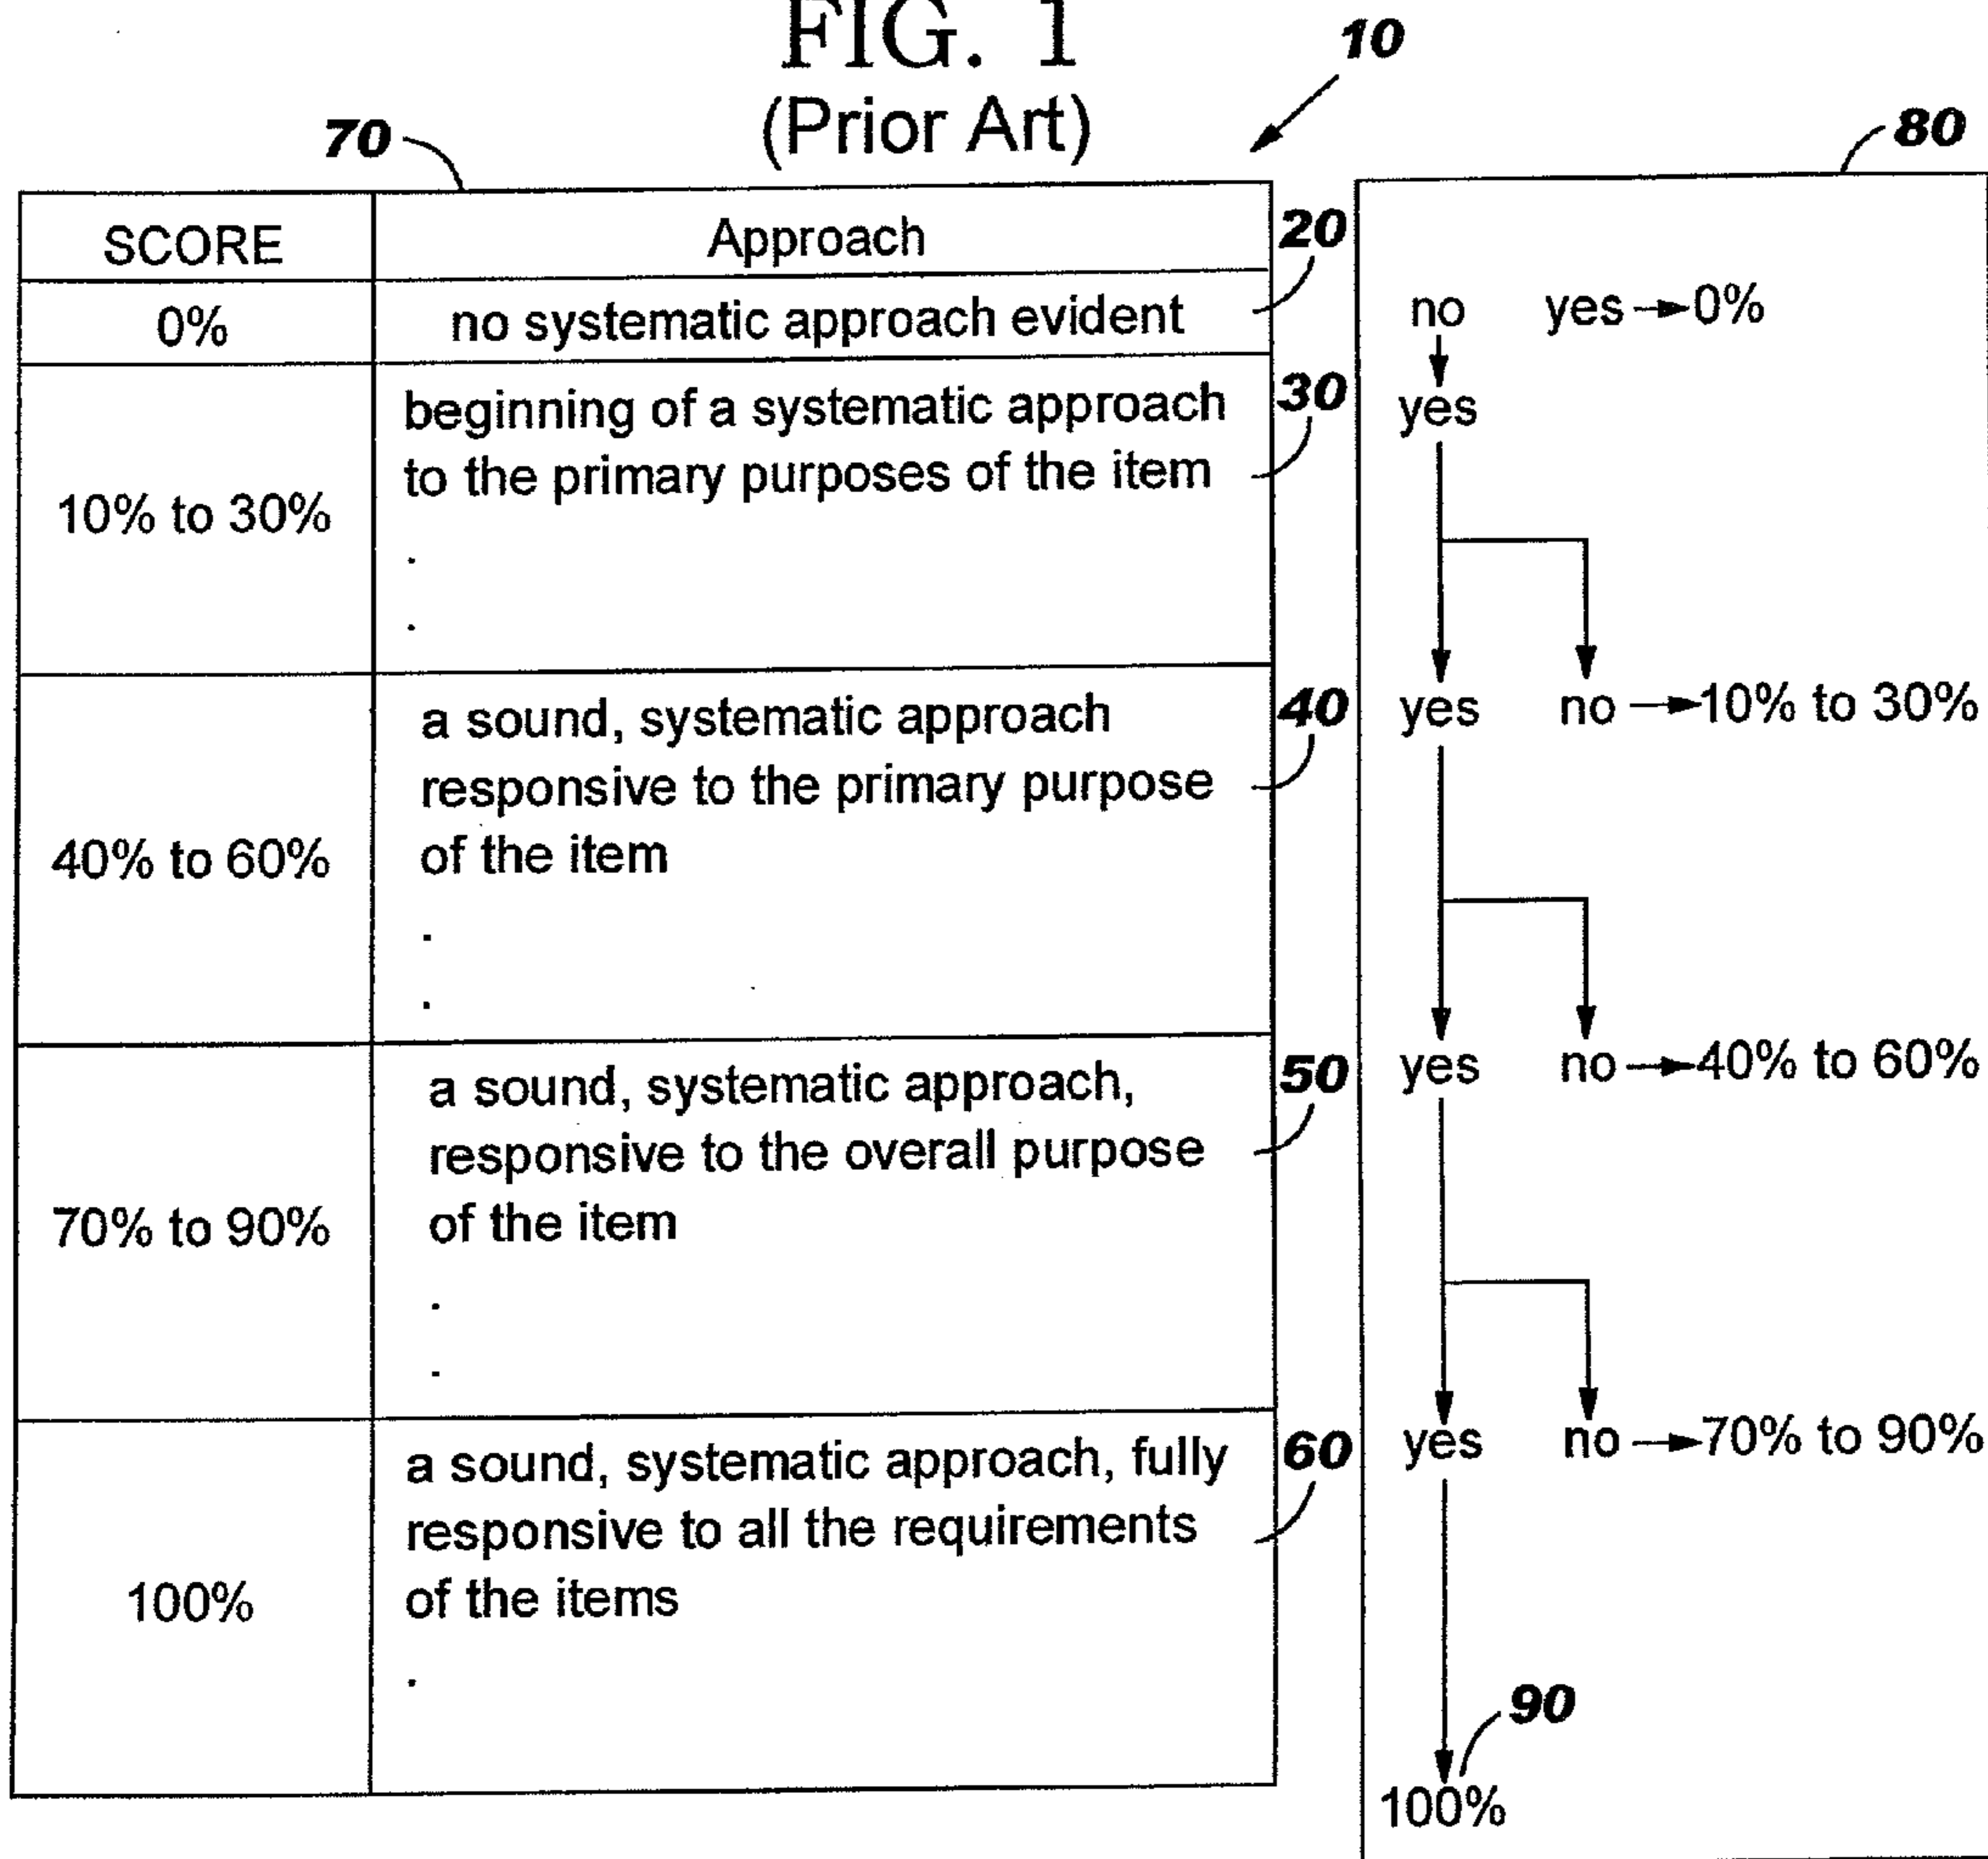 FIG. 1
(Prior Art)
10
70
80
SCORE
Approach
20
0%
no systematic approach evident
no
yes
0%
10% to 30%
beginning of a systematic approach
to the primary purposes of the item
.
.
30
yes
40% to 60%
a sound, systematic approach
responsive to the primary purpose
of the item
.
.
40
yes
no
10% to 30%
70% to 90%
a sound, systematic approach,
responsive to the overall purpose
of the item
.
.
50
yes
no
40% to 60%
100%
a sound, systematic approach, fully
responsive to all the requirements
of the items
.
60
yes
no
70% to 90%
90
100%